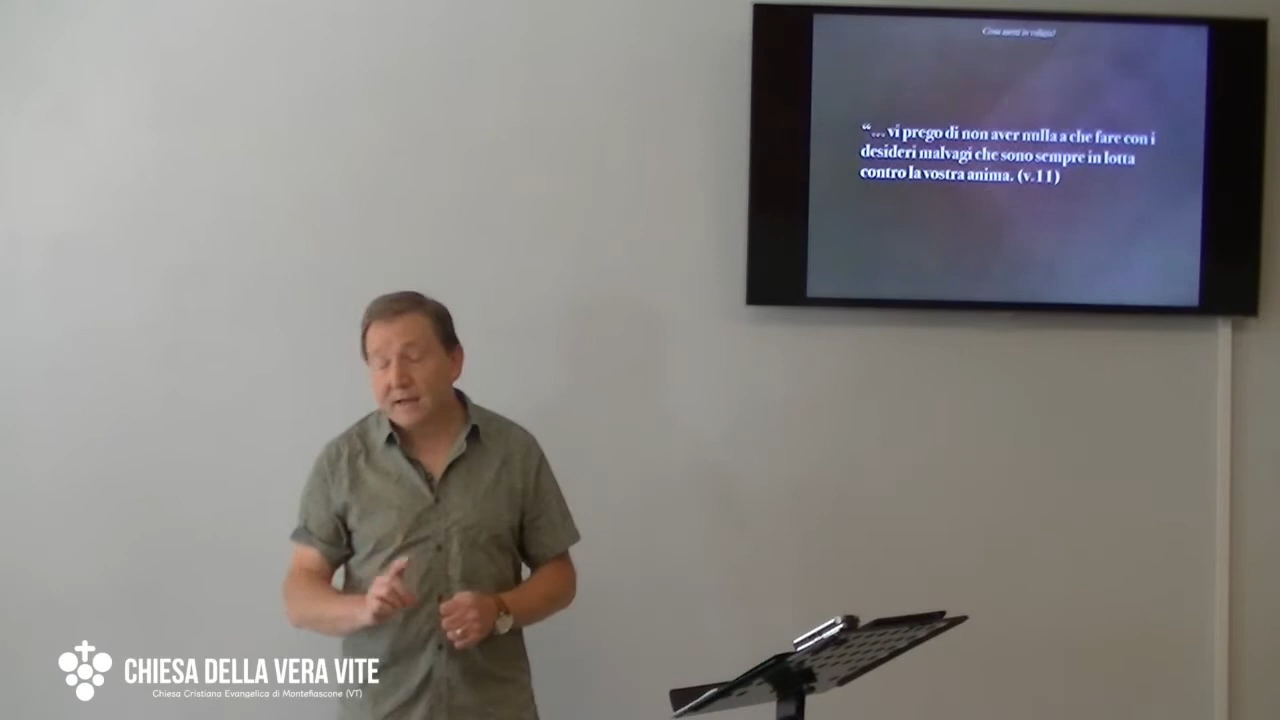 “... vi prego di non aver nulla a che fare con i
desideri malvagi che sono sempre in lotta
contro la vostra anima. (v.11)
CHIESA DELLA VERA VITE
Chiesa Cristiana Evangelica di Montefiascone (VT)